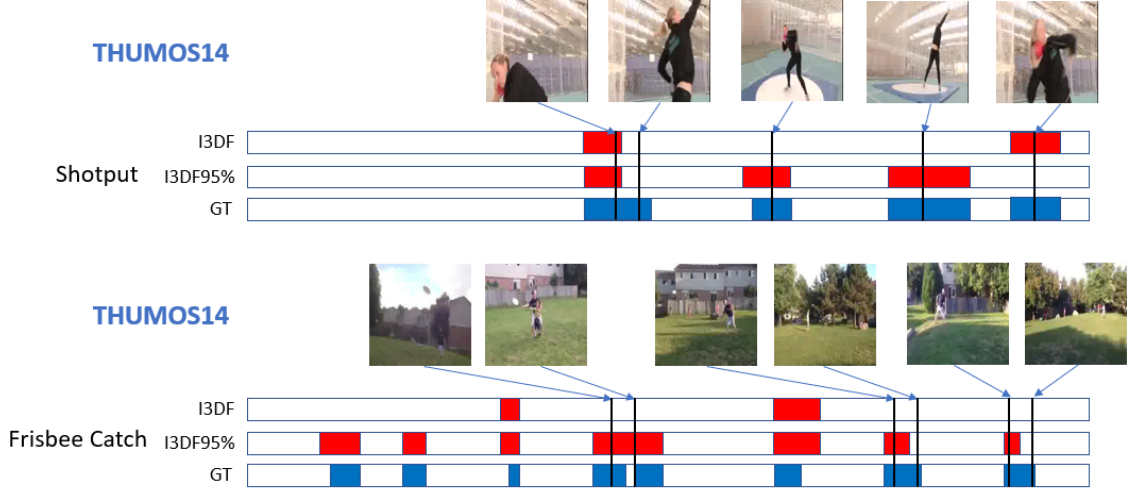 THUMOS14
I3DF
Shotput
I3DF95%
GT
THUMOS14
I3DF
Frisbee Catch
I3DF95%
GT